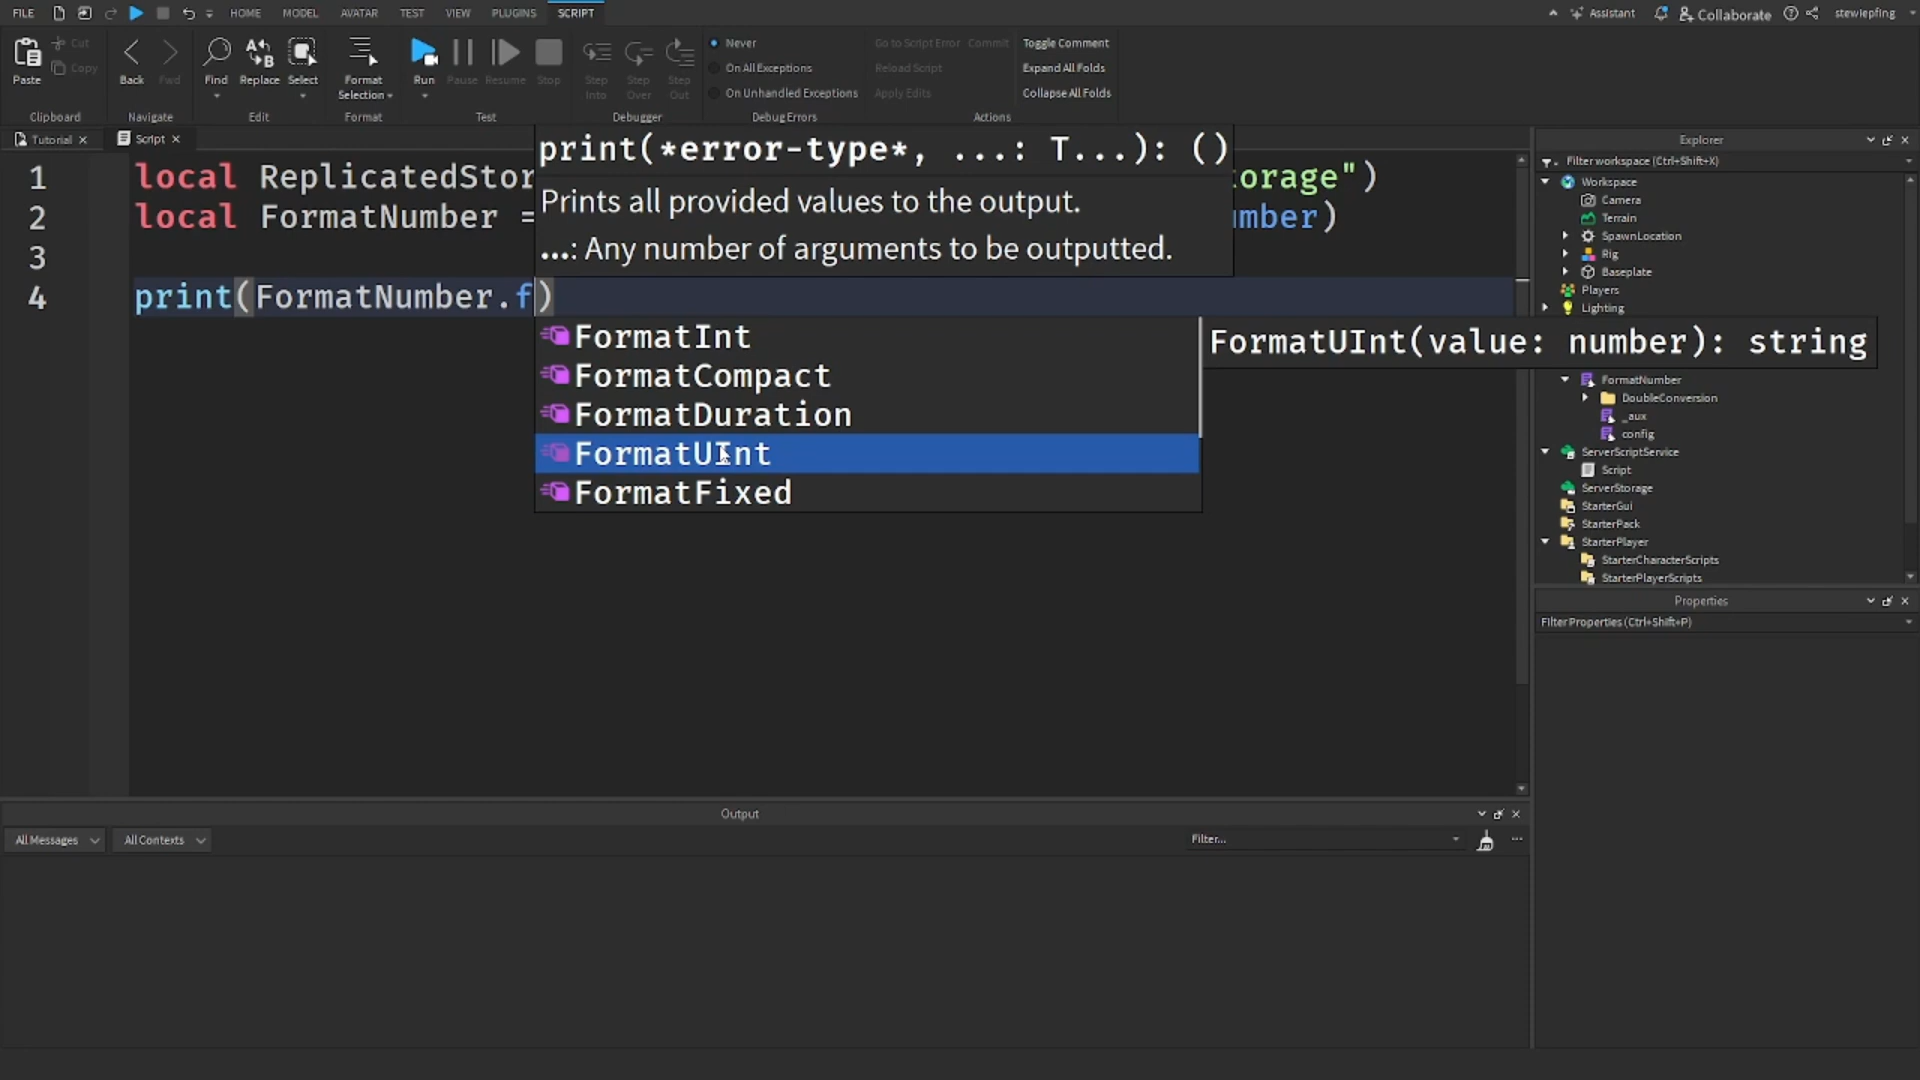 FILE HOME MODEL AVATAR TEST VIEW PLUGINS SCRIPT Assistant Collaborate stewiepfing
Paste Cut Copy
Clipboard
Back Fwd
Navigate
Find Replace Select
Edit
Format Selection
Format
Run Pause Resume Stop
Test
Step Into Step Over Step Out
Debugger
Never
On All Exceptions
On Unhandled Exceptions
Debug Errors
Go to Script Error Commit
Reload Script
Apply Edits
Toggle Comment
Expand All Folds
Collapse All Folds
Actions
Tutorial Script
1 local ReplicatedStor orage")
2 local FormatNumber = mber)
3
4 print(FormatNumber.f)
print(*error-type*, ...: T...): ()
Prints all provided values to the output.
...: Any number of arguments to be outputted.
FormatInt
FormatCompact
FormatDuration
FormatUInt
FormatFixed
FormatUInt(value: number): string
Explorer
Filter workspace (Ctrl+Shift+X)
Workspace
Camera
Terrain
SpawnLocation
Rig
Baseplate
Players
Lighting
FormatNumber
DoubleConversion
_aux
config
ServerScriptService
Script
ServerStorage
StarterGui
StarterPack
StarterPlayer
StarterCharacterScripts
StarterPlayerScripts
Properties
Filter Properties (Ctrl+Shift+P)
Output
All Messages All Contexts Filter...